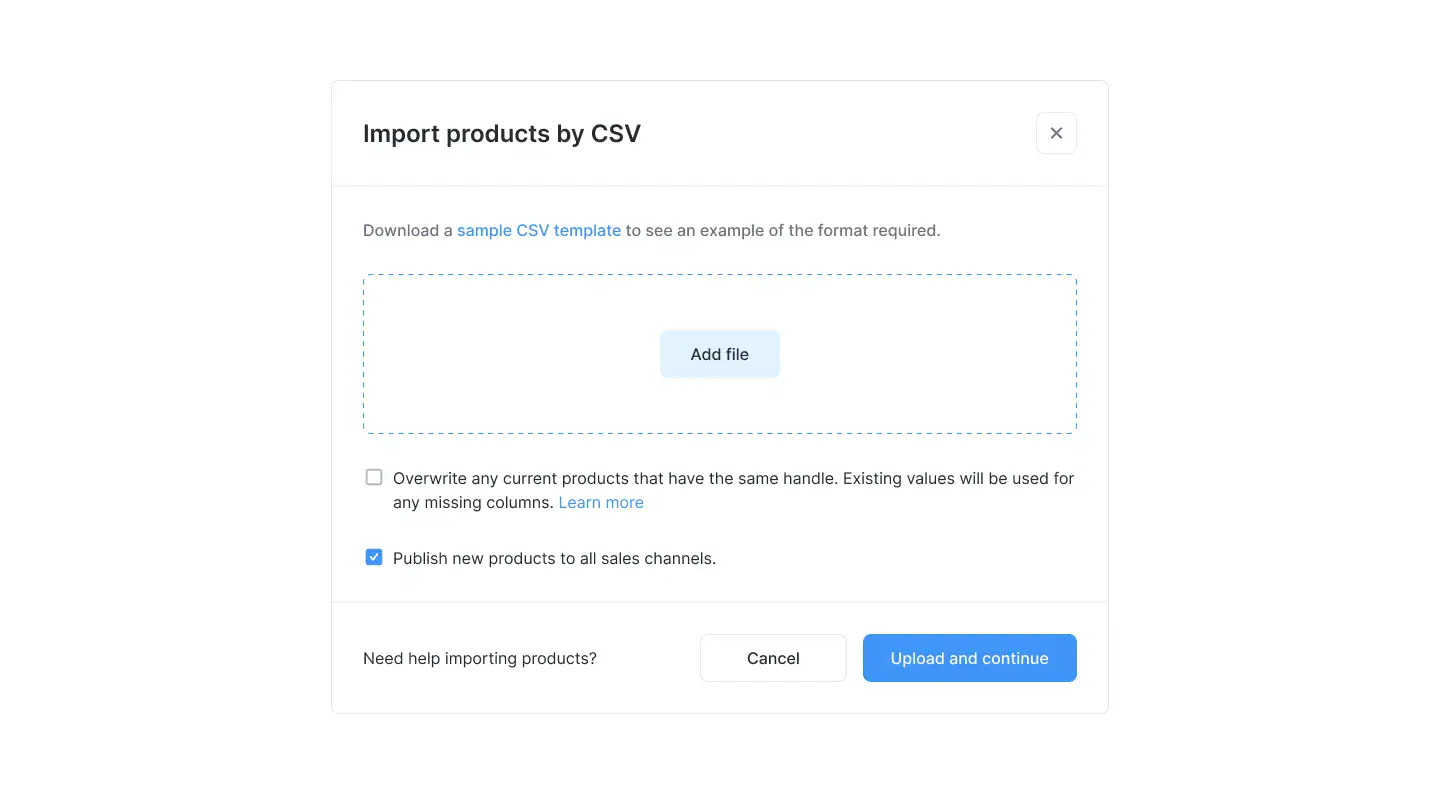 Import products by CSV
Download a sample CSV template to see an example of the format required.
Add file
Overwrite any current products that have the same handle. Existing values will be used for
any missing columns. Learn more
Publish new products to all sales channels.
Need help importing products?
Cancel
Upload and continue